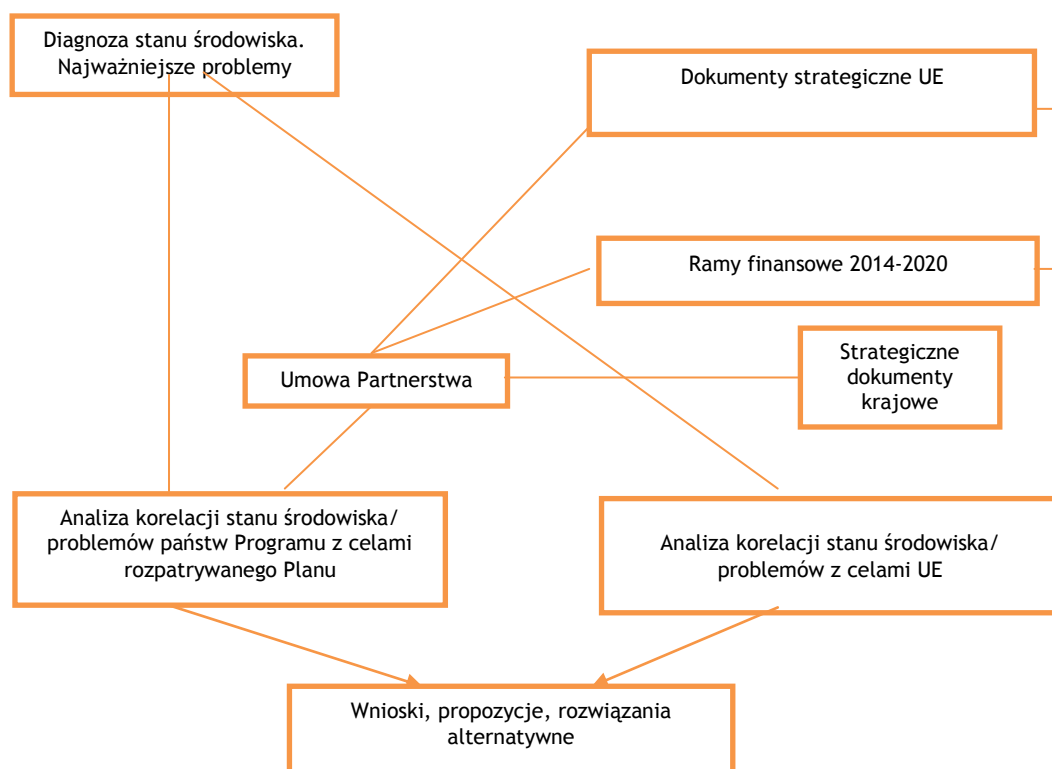 Diagnoza stanu środowiska.
Najważniejsze problemy
Dokumenty strategiczne UE
Ramy finansowe 2014-2020
Umowa Partnerstwa
Strategiczne
dokumenty
krajowe
Analiza korelacji stanu środowiska/
problemów państw Programu z celami
rozpatrywanego Planu
Analiza korelacji stanu środowiska/
problemów z celami UE
Wnioski, propozycje, rozwiązania
alternatywne